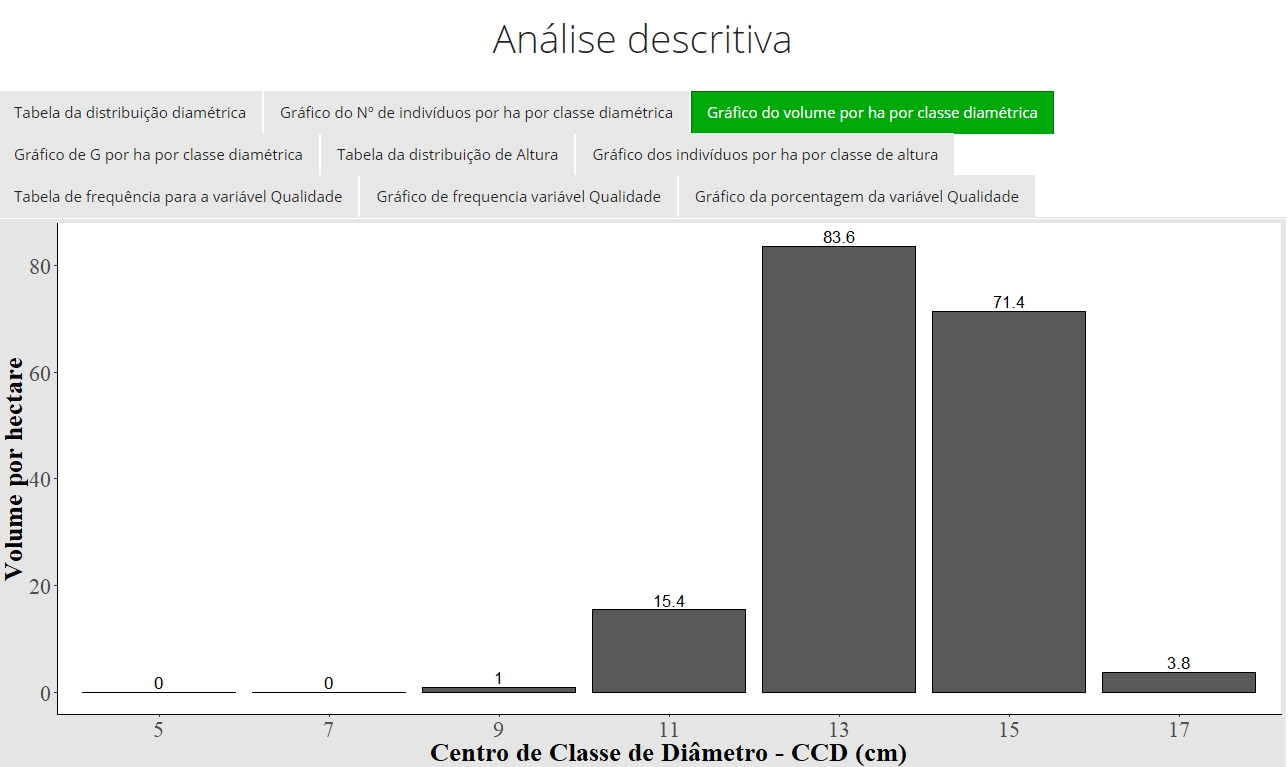 Análise descritiva
Tabela da distribuição diamétrica
Gráfico do Nº de indivíduos por ha por classe diamétrica
Gráfico do volume por ha por classe diamétrica
Gráfico de G por ha por classe diamétrica
Tabela da distribuição de Altura
Gráfico dos indivíduos por ha por classe de altura
Tabela de frequência para a variável Qualidade
Gráfico de frequencia variável Qualidade
Gráfico da porcentagem da variável Qualidade
Volume por hectare
80
60
40
20
0
0
0
1
15.4
83.6
71.4
3.8
5
7
9
11
13
15
17
Centro de Classe de Diâmetro - CCD (cm)